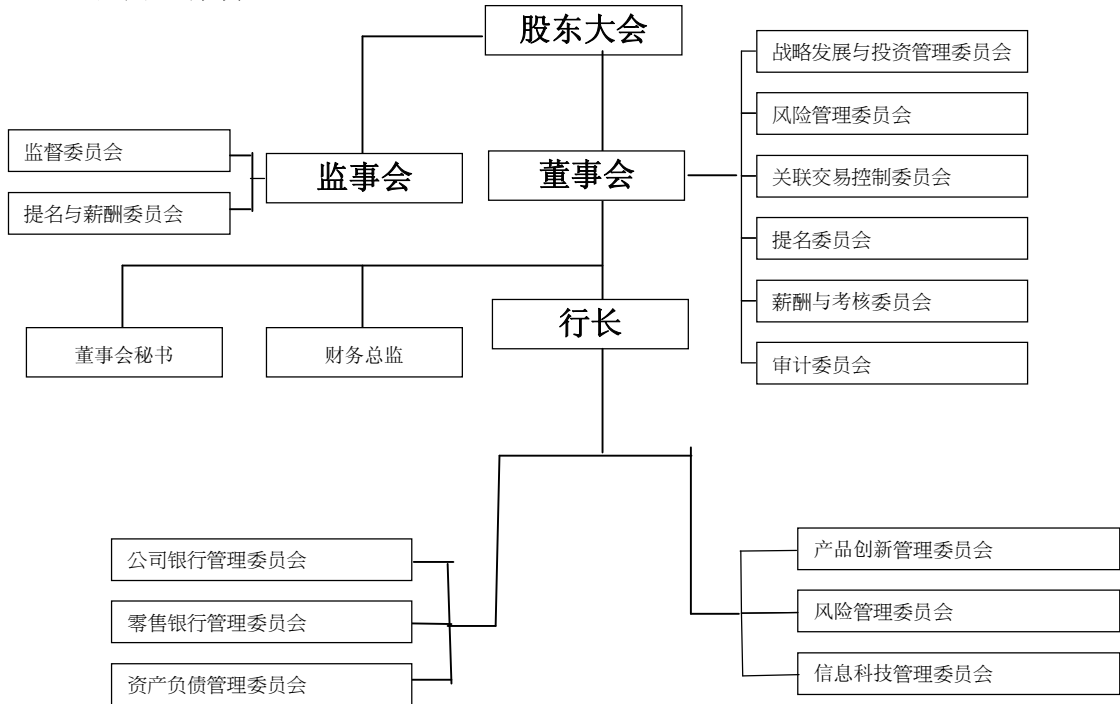 股东大会
战略发展与投资管理委员会
风险管理委员会
监督委员会
监事会
董事会
关联交易控制委员会
提名与薪酬委员会
提名委员会
行长
薪酬与考核委员会
董事会秘书
财务总监
审计委员会
公司银行管理委员会
产品创新管理委员会
零售银行管理委员会
风险管理委员会
资产负债管理委员会
信息科技管理委员会